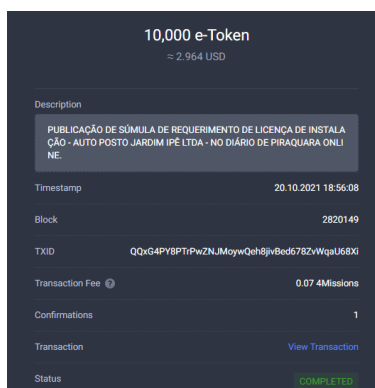 10,000 e-Token
≈ 2.964 USD
Description
PUBLICAÇÃO DE SÚMULA DE REQUERIMENTO DE LICENÇA DE INSTALA
ÇÃO - AUTO POSTO JARDIM IPÊ LTDA - NO DIÁRIO DE PIRAQUARA ONLI
NE.
Timestamp 20.10.2021 18:56:08
Block 2820149
TXID QQxG4PY8PTrPwZNJMoywQeh8jivBed678ZvWqaU68Xi
Transaction Fee ? 0.07 4Missions
Confirmations 1
Transaction View Transaction
Status COMPLETED